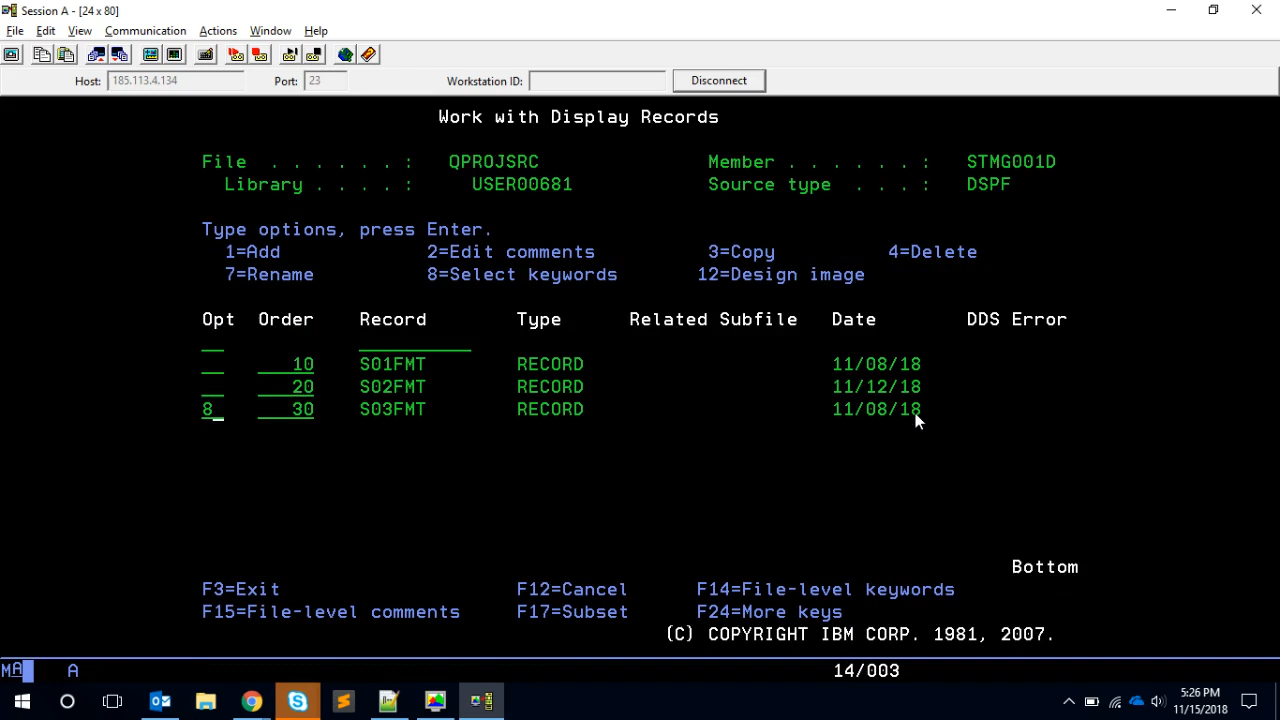 Session A - [24 x 80]
File Edit View Communication Actions Window Help
Host: 185.113.4.134 Port: 23 Workstation ID: Disconnect
Work with Display Records
File . . . . . . : QPROJSRC Member . . . . . . : STMG001D
Library . . . . : USER00681 Source type . . . : DSPF
Type options, press Enter.
1=Add 2=Edit comments 3=Copy 4=Delete
7=Rename 8=Select keywords 12=Design image
Opt Order Record Type Related Subfile Date DDS Error
10 S01FMT RECORD 11/08/18
20 S02FMT RECORD 11/12/18
8 30 S03FMT RECORD 11/08/18
Bottom
F3=Exit F12=Cancel F14=File-level keywords
F15=File-level comments F17=Subset F24=More keys
(C) COPYRIGHT IBM CORP. 1981, 2007.
MA A 14/003
5:26 PM
11/15/2018